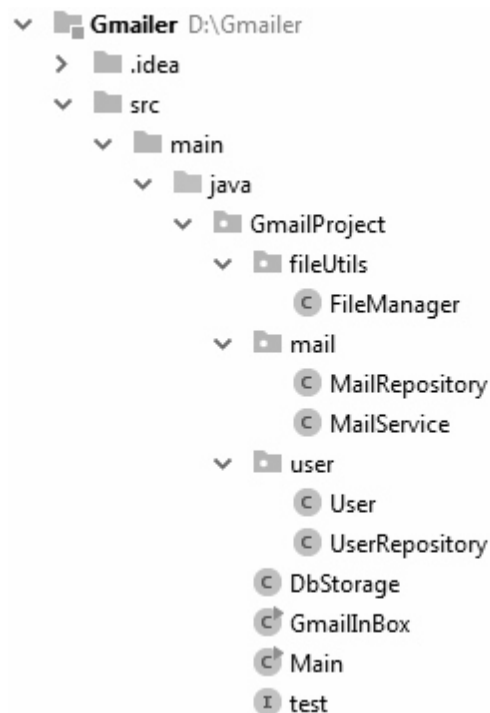 Gmailer D:\Gmailer
.idea
src
main
java
GmailProject
fileUtils
C FileManager
mail
C MailRepository
C MailService
user
C User
C UserRepository
C DbStorage
C GmailInBox
C Main
I test